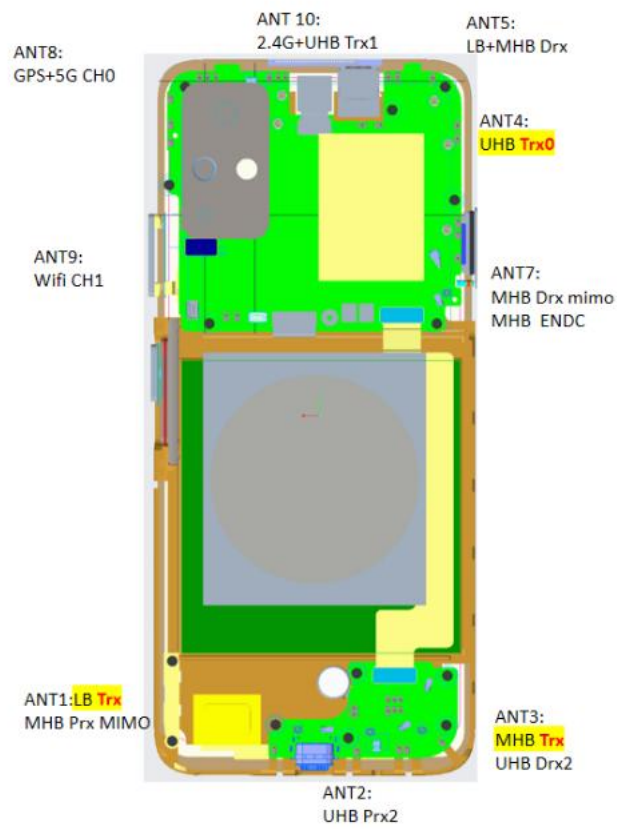 ANT 10:
2.4G+UHB Trx1
ANT5:
LB+MHB Drx
ANT8:
GPS+5G CH0
ANT4:
UHB Trx0
ANT9:
Wifi CH1
ANT7:
MHB Drx mimo
MHB ENDC
ANT1:LB Trx
MHB Prx MIMO
ANT3:
MHB Trx
UHB Drx2
ANT2:
UHB Prx2